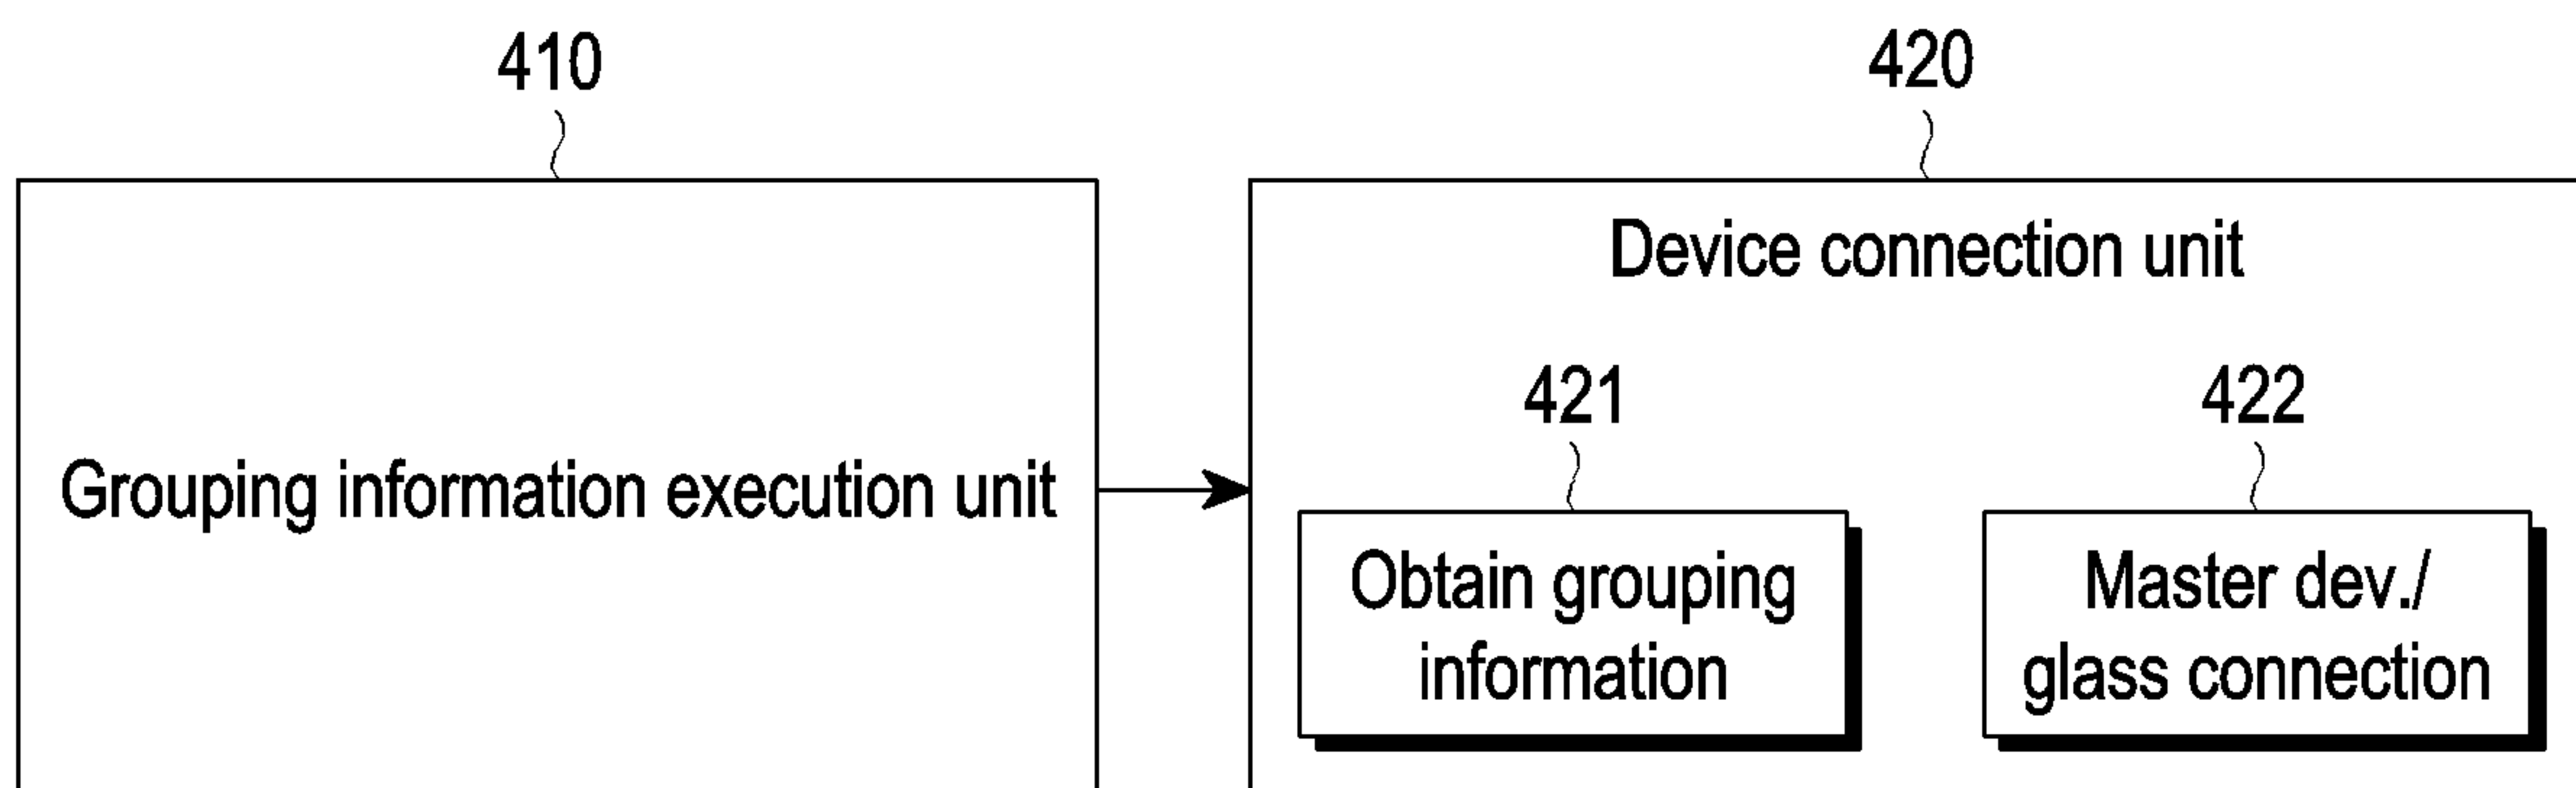 410
420
Device connection unit
421
422
Grouping information execution unit
Obtain grouping
information
Master dev./
glass connection